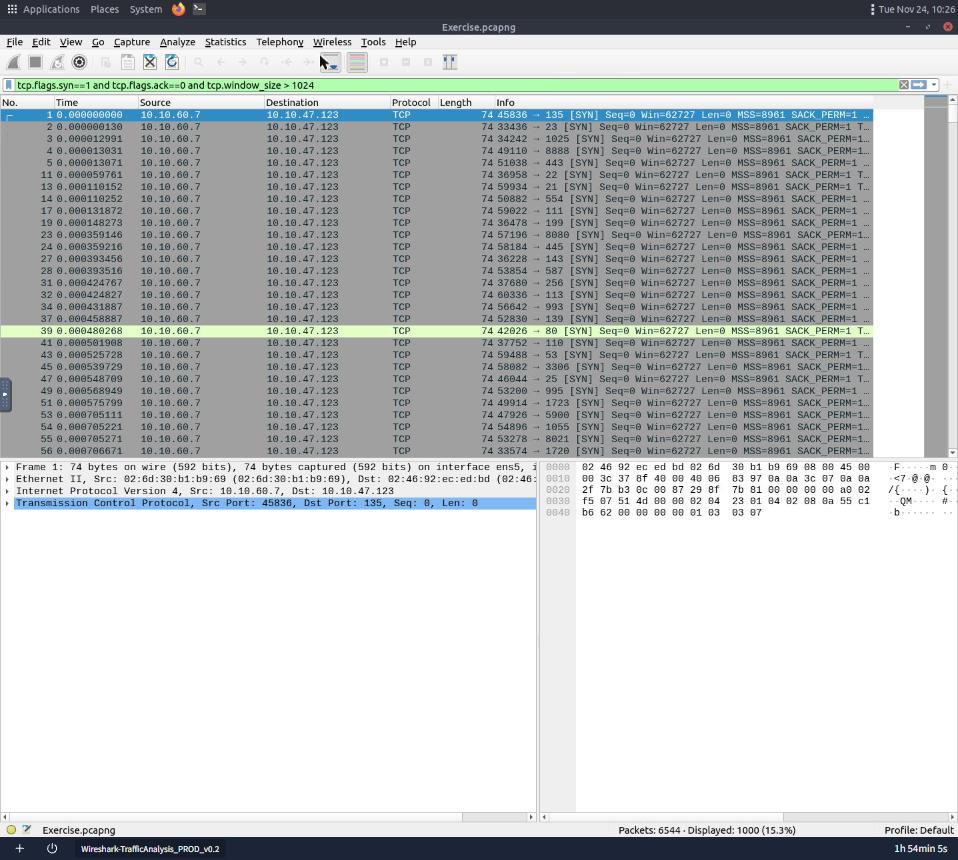 Applications Places System Tue Nov 24, 10:26
Exercise.pcapng
File Edit View Go Capture Analyze Statistics Telephony Wireless Tools Help
tcp.flags.syn==1 and tcp.flags.ack==0 and tcp.window_size > 1024
No. Time Source Destination Protocol Length Info
1 0.000000000 10.10.60.7 10.10.47.123 TCP 74 45836 → 135 [SYN] Seq=0 Win=62727 Len=0 MSS=8961 SACK_PERM=1 …
2 0.000000130 10.10.60.7 10.10.47.123 TCP 74 33436 → 23 [SYN] Seq=0 Win=62727 Len=0 MSS=8961 SACK_PERM=1 T…
3 0.000012991 10.10.60.7 10.10.47.123 TCP 74 34242 → 1025 [SYN] Seq=0 Win=62727 Len=0 MSS=8961 SACK_PERM=1…
4 0.000013031 10.10.60.7 10.10.47.123 TCP 74 49110 → 8888 [SYN] Seq=0 Win=62727 Len=0 MSS=8961 SACK_PERM=1…
5 0.000013071 10.10.60.7 10.10.47.123 TCP 74 51038 → 443 [SYN] Seq=0 Win=62727 Len=0 MSS=8961 SACK_PERM=1 …
11 0.000059761 10.10.60.7 10.10.47.123 TCP 74 36958 → 22 [SYN] Seq=0 Win=62727 Len=0 MSS=8961 SACK_PERM=1 T…
13 0.000110152 10.10.60.7 10.10.47.123 TCP 74 59934 → 21 [SYN] Seq=0 Win=62727 Len=0 MSS=8961 SACK_PERM=1 T…
14 0.000110252 10.10.60.7 10.10.47.123 TCP 74 50882 → 554 [SYN] Seq=0 Win=62727 Len=0 MSS=8961 SACK_PERM=1 …
17 0.000131872 10.10.60.7 10.10.47.123 TCP 74 59022 → 111 [SYN] Seq=0 Win=62727 Len=0 MSS=8961 SACK_PERM=1 …
19 0.000148273 10.10.60.7 10.10.47.123 TCP 74 36478 → 199 [SYN] Seq=0 Win=62727 Len=0 MSS=8961 SACK_PERM=1 …
23 0.000359146 10.10.60.7 10.10.47.123 TCP 74 57196 → 8080 [SYN] Seq=0 Win=62727 Len=0 MSS=8961 SACK_PERM=1…
24 0.000359216 10.10.60.7 10.10.47.123 TCP 74 58184 → 445 [SYN] Seq=0 Win=62727 Len=0 MSS=8961 SACK_PERM=1 …
27 0.000393456 10.10.60.7 10.10.47.123 TCP 74 36228 → 143 [SYN] Seq=0 Win=62727 Len=0 MSS=8961 SACK_PERM=1 …
28 0.000393516 10.10.60.7 10.10.47.123 TCP 74 53854 → 587 [SYN] Seq=0 Win=62727 Len=0 MSS=8961 SACK_PERM=1 …
31 0.000424767 10.10.60.7 10.10.47.123 TCP 74 37680 → 256 [SYN] Seq=0 Win=62727 Len=0 MSS=8961 SACK_PERM=1 …
32 0.000424827 10.10.60.7 10.10.47.123 TCP 74 60336 → 113 [SYN] Seq=0 Win=62727 Len=0 MSS=8961 SACK_PERM=1 …
34 0.000431887 10.10.60.7 10.10.47.123 TCP 74 56642 → 993 [SYN] Seq=0 Win=62727 Len=0 MSS=8961 SACK_PERM=1 …
37 0.000458887 10.10.60.7 10.10.47.123 TCP 74 52830 → 139 [SYN] Seq=0 Win=62727 Len=0 MSS=8961 SACK_PERM=1 …
39 0.000480268 10.10.60.7 10.10.47.123 TCP 74 42026 → 80 [SYN] Seq=0 Win=62727 Len=0 MSS=8961 SACK_PERM=1 T…
41 0.000501908 10.10.60.7 10.10.47.123 TCP 74 37752 → 110 [SYN] Seq=0 Win=62727 Len=0 MSS=8961 SACK_PERM=1 …
43 0.000525728 10.10.60.7 10.10.47.123 TCP 74 59488 → 53 [SYN] Seq=0 Win=62727 Len=0 MSS=8961 SACK_PERM=1 T…
45 0.000539729 10.10.60.7 10.10.47.123 TCP 74 58082 → 3306 [SYN] Seq=0 Win=62727 Len=0 MSS=8961 SACK_PERM=1…
47 0.000548709 10.10.60.7 10.10.47.123 TCP 74 46044 → 25 [SYN] Seq=0 Win=62727 Len=0 MSS=8961 SACK_PERM=1 T…
49 0.000568949 10.10.60.7 10.10.47.123 TCP 74 53200 → 995 [SYN] Seq=0 Win=62727 Len=0 MSS=8961 SACK_PERM=1 …
51 0.000575799 10.10.60.7 10.10.47.123 TCP 74 49914 → 1723 [SYN] Seq=0 Win=62727 Len=0 MSS=8961 SACK_PERM=1…
53 0.000705111 10.10.60.7 10.10.47.123 TCP 74 47926 → 5900 [SYN] Seq=0 Win=62727 Len=0 MSS=8961 SACK_PERM=1…
54 0.000705221 10.10.60.7 10.10.47.123 TCP 74 54896 → 1055 [SYN] Seq=0 Win=62727 Len=0 MSS=8961 SACK_PERM=1…
55 0.000705271 10.10.60.7 10.10.47.123 TCP 74 53278 → 8021 [SYN] Seq=0 Win=62727 Len=0 MSS=8961 SACK_PERM=1…
56 0.000706671 10.10.60.7 10.10.47.123 TCP 74 33574 → 1720 [SYN] Seq=0 Win=62727 Len=0 MSS=8961 SACK_PERM=1…
Frame 1: 74 bytes on wire (592 bits), 74 bytes captured (592 bits) on interface ens5, i
Ethernet II, Src: 02:6d:30:b1:b9:69 (02:6d:30:b1:b9:69), Dst: 02:46:92:ec:ed:bd (02:46:
Internet Protocol Version 4, Src: 10.10.60.7, Dst: 10.10.47.123
Transmission Control Protocol, Src Port: 45836, Dst Port: 135, Seq: 0, Len: 0
0000 02 46 92 ec ed bd 02 6d 30 b1 b9 69 08 00 45 00 ·F·····m 0
0010 00 3c 37 8f 40 00 40 06 83 97 0a 0a 3c 07 0a 0a ·<7·@·@·
0020 2f 7b b3 0c 00 87 29 8f 7b 81 00 00 00 00 a0 02 /{····)· {·
0030 f5 07 51 4d 00 00 02 04 23 01 04 02 08 0a 55 c1 ··QM···· #·
0040 b6 62 00 00 00 00 01 03 03 07 ·b······ ··
Exercise.pcapng Packets: 6544 · Displayed: 1000 (15.3%) Profile: Default
Wireshark-TrafficAnalysis_PROD_v0.2 1h 54min 5s